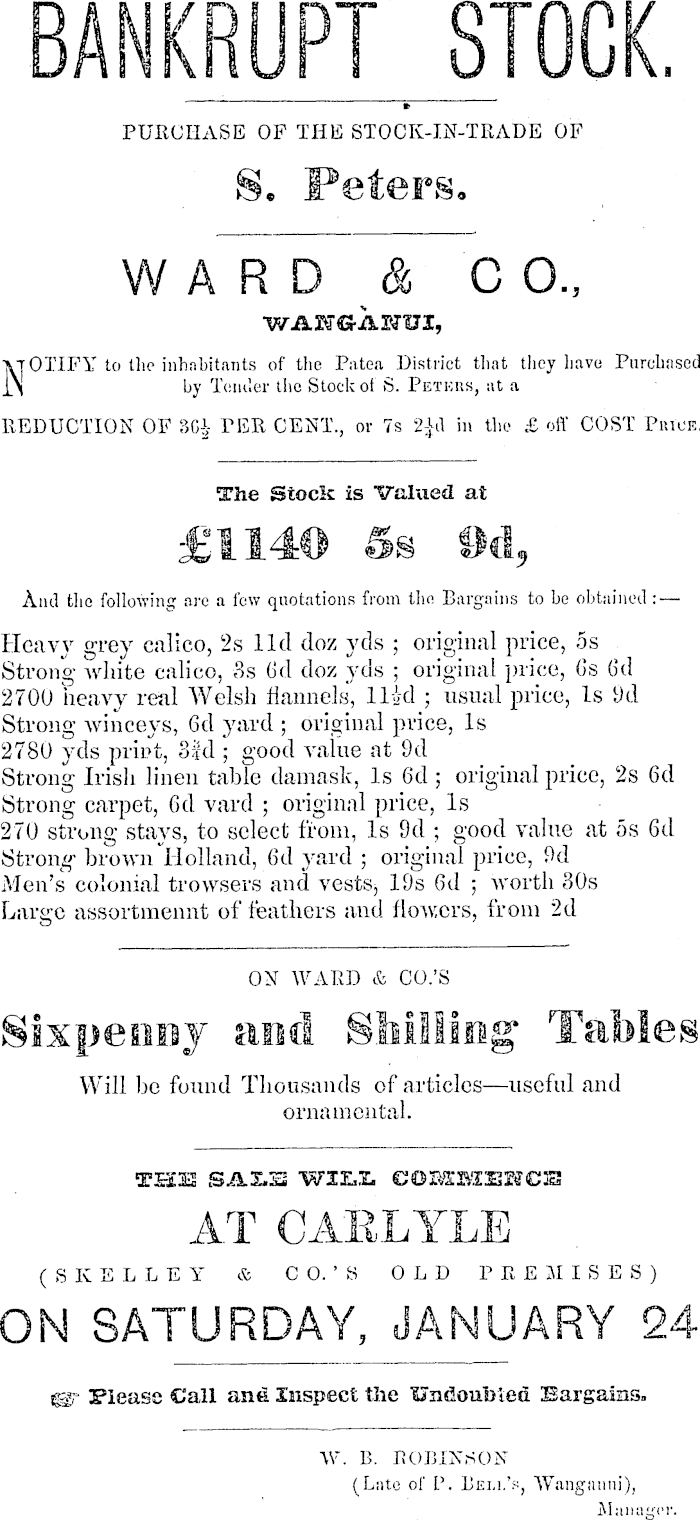 BANKRUPT STOCK.
PURCHASE OF THE STOCK-IN-TRADE OF
S. Peters.
WARD & CO.,
WANGANUI,
NOTIFY to the inhabitants of the Patea District that they have Purchased
by Tender the Stock of S. PETERS, at a
REDUCTION OF 36½ PER CENT., or 7s 2¼d in the £ off COST PRICE.
The Stock is Valued at
£1140 5s 9d,
And the following are a few quotations from the Bargains to be obtained:—
Heavy grey calico, 2s 11d doz yds ; original price, 5s
Strong white calico, 3s 6d doz yds ; original price, 6s 6d
2700 heavy real Welsh flannels, 11½d ; usual price, 1s 9d
Strong winceys, 6d yard ; original price, 1s
2780 yds print, 3¾d ; good value at 9d
Strong Irish linen table damask, 1s 6d ; original price, 2s 6d
Strong carpet, 6d yard ; original price, 1s
270 strong stays, to select from, 1s 9d ; good value at 5s 6d
Strong brown Holland, 6d yard ; original price, 9d
Men's colonial trowsers and vests, 19s 6d ; worth 30s
Large assortmennt of feathers and flowers, from 2d
ON WARD & CO.'S
Sixpenny and Shilling Tables
Will be found Thousands of articles—useful and
ornamental.
THE SALE WILL COMMENCE
AT CARLYLE
(SKELLEY & CO.'S OLD PREMISES)
ON SATURDAY, JANUARY 24
☞ Please Call and Inspect the Undoubted Bargains.
W. B. ROBINSON
(Late of P. BELL's, Wanganui),
Manager.